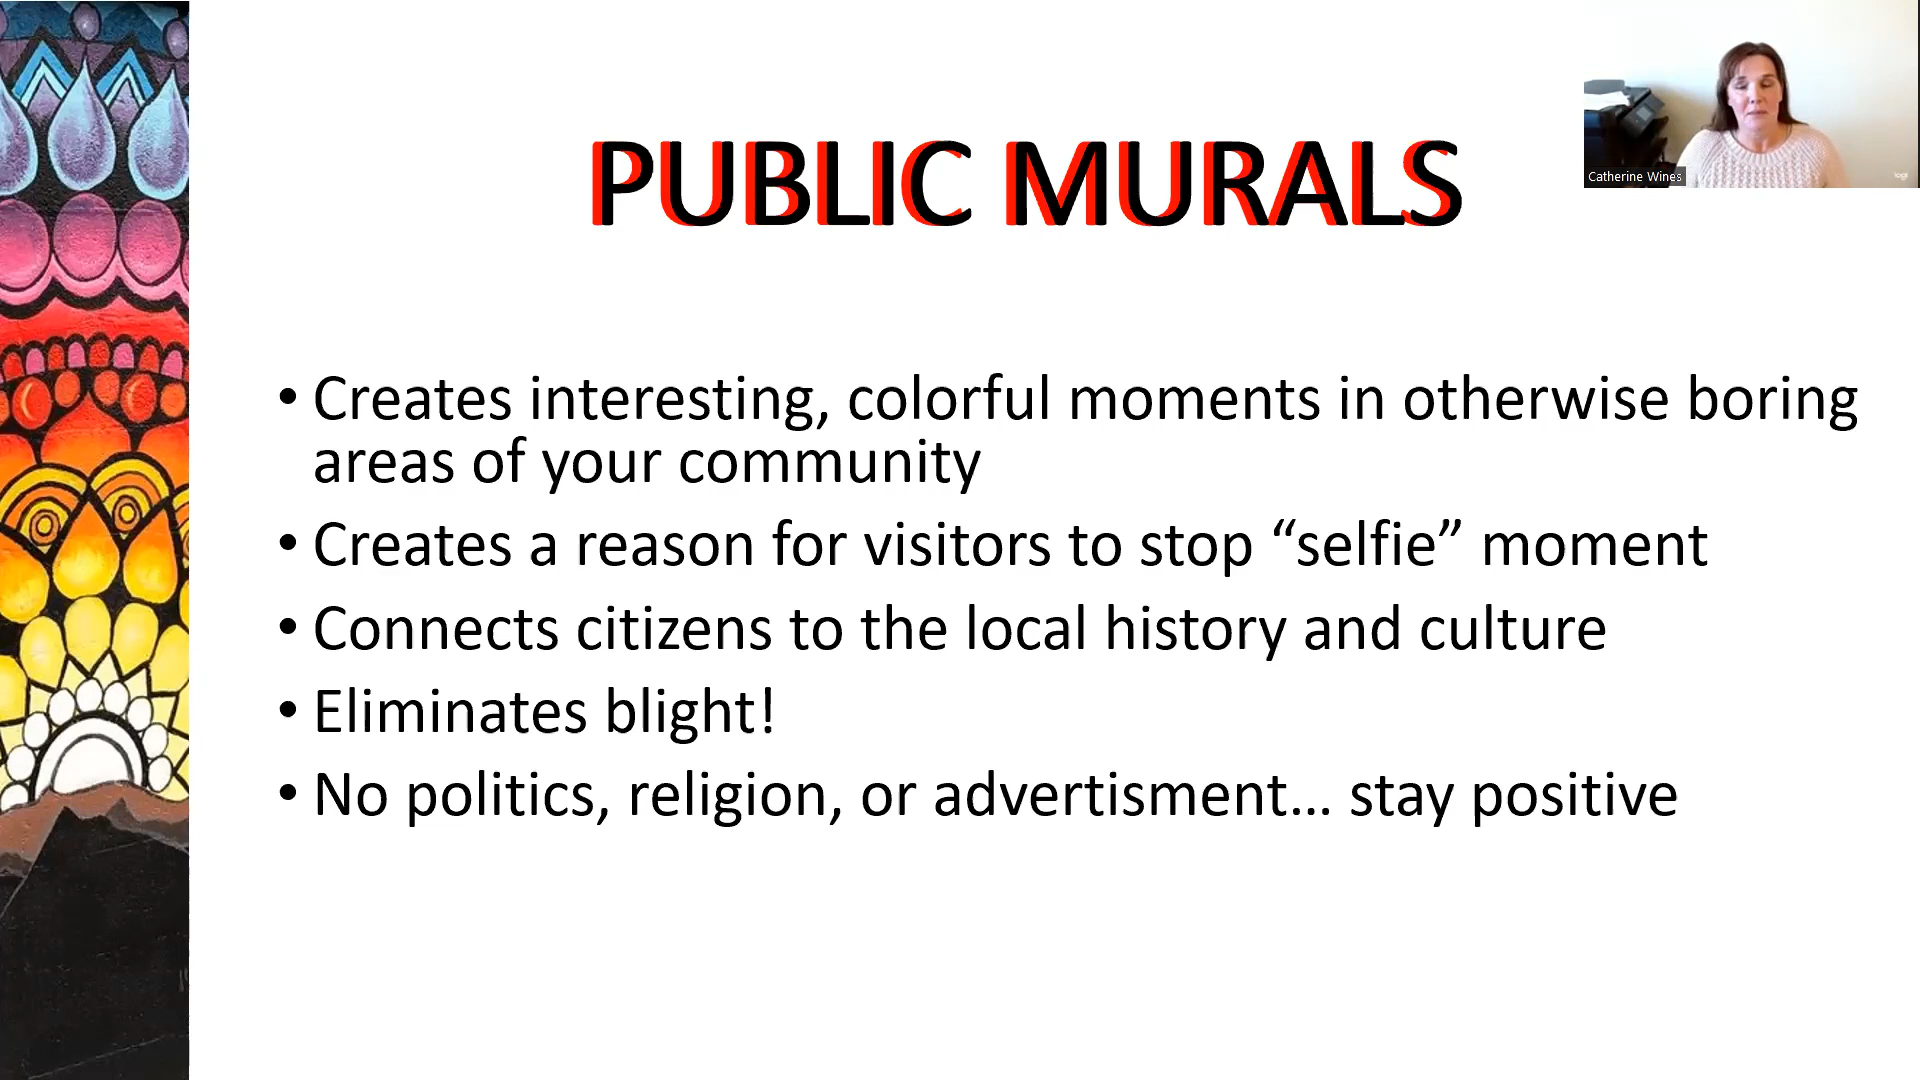 PUBLIC MURALS
Catherine Wines
logi
• Creates interesting, colorful moments in otherwise boring
areas of your community
• Creates a reason for visitors to stop “selfie” moment
• Connects citizens to the local history and culture
• Eliminates blight!
• No politics, religion, or advertisment... stay positive